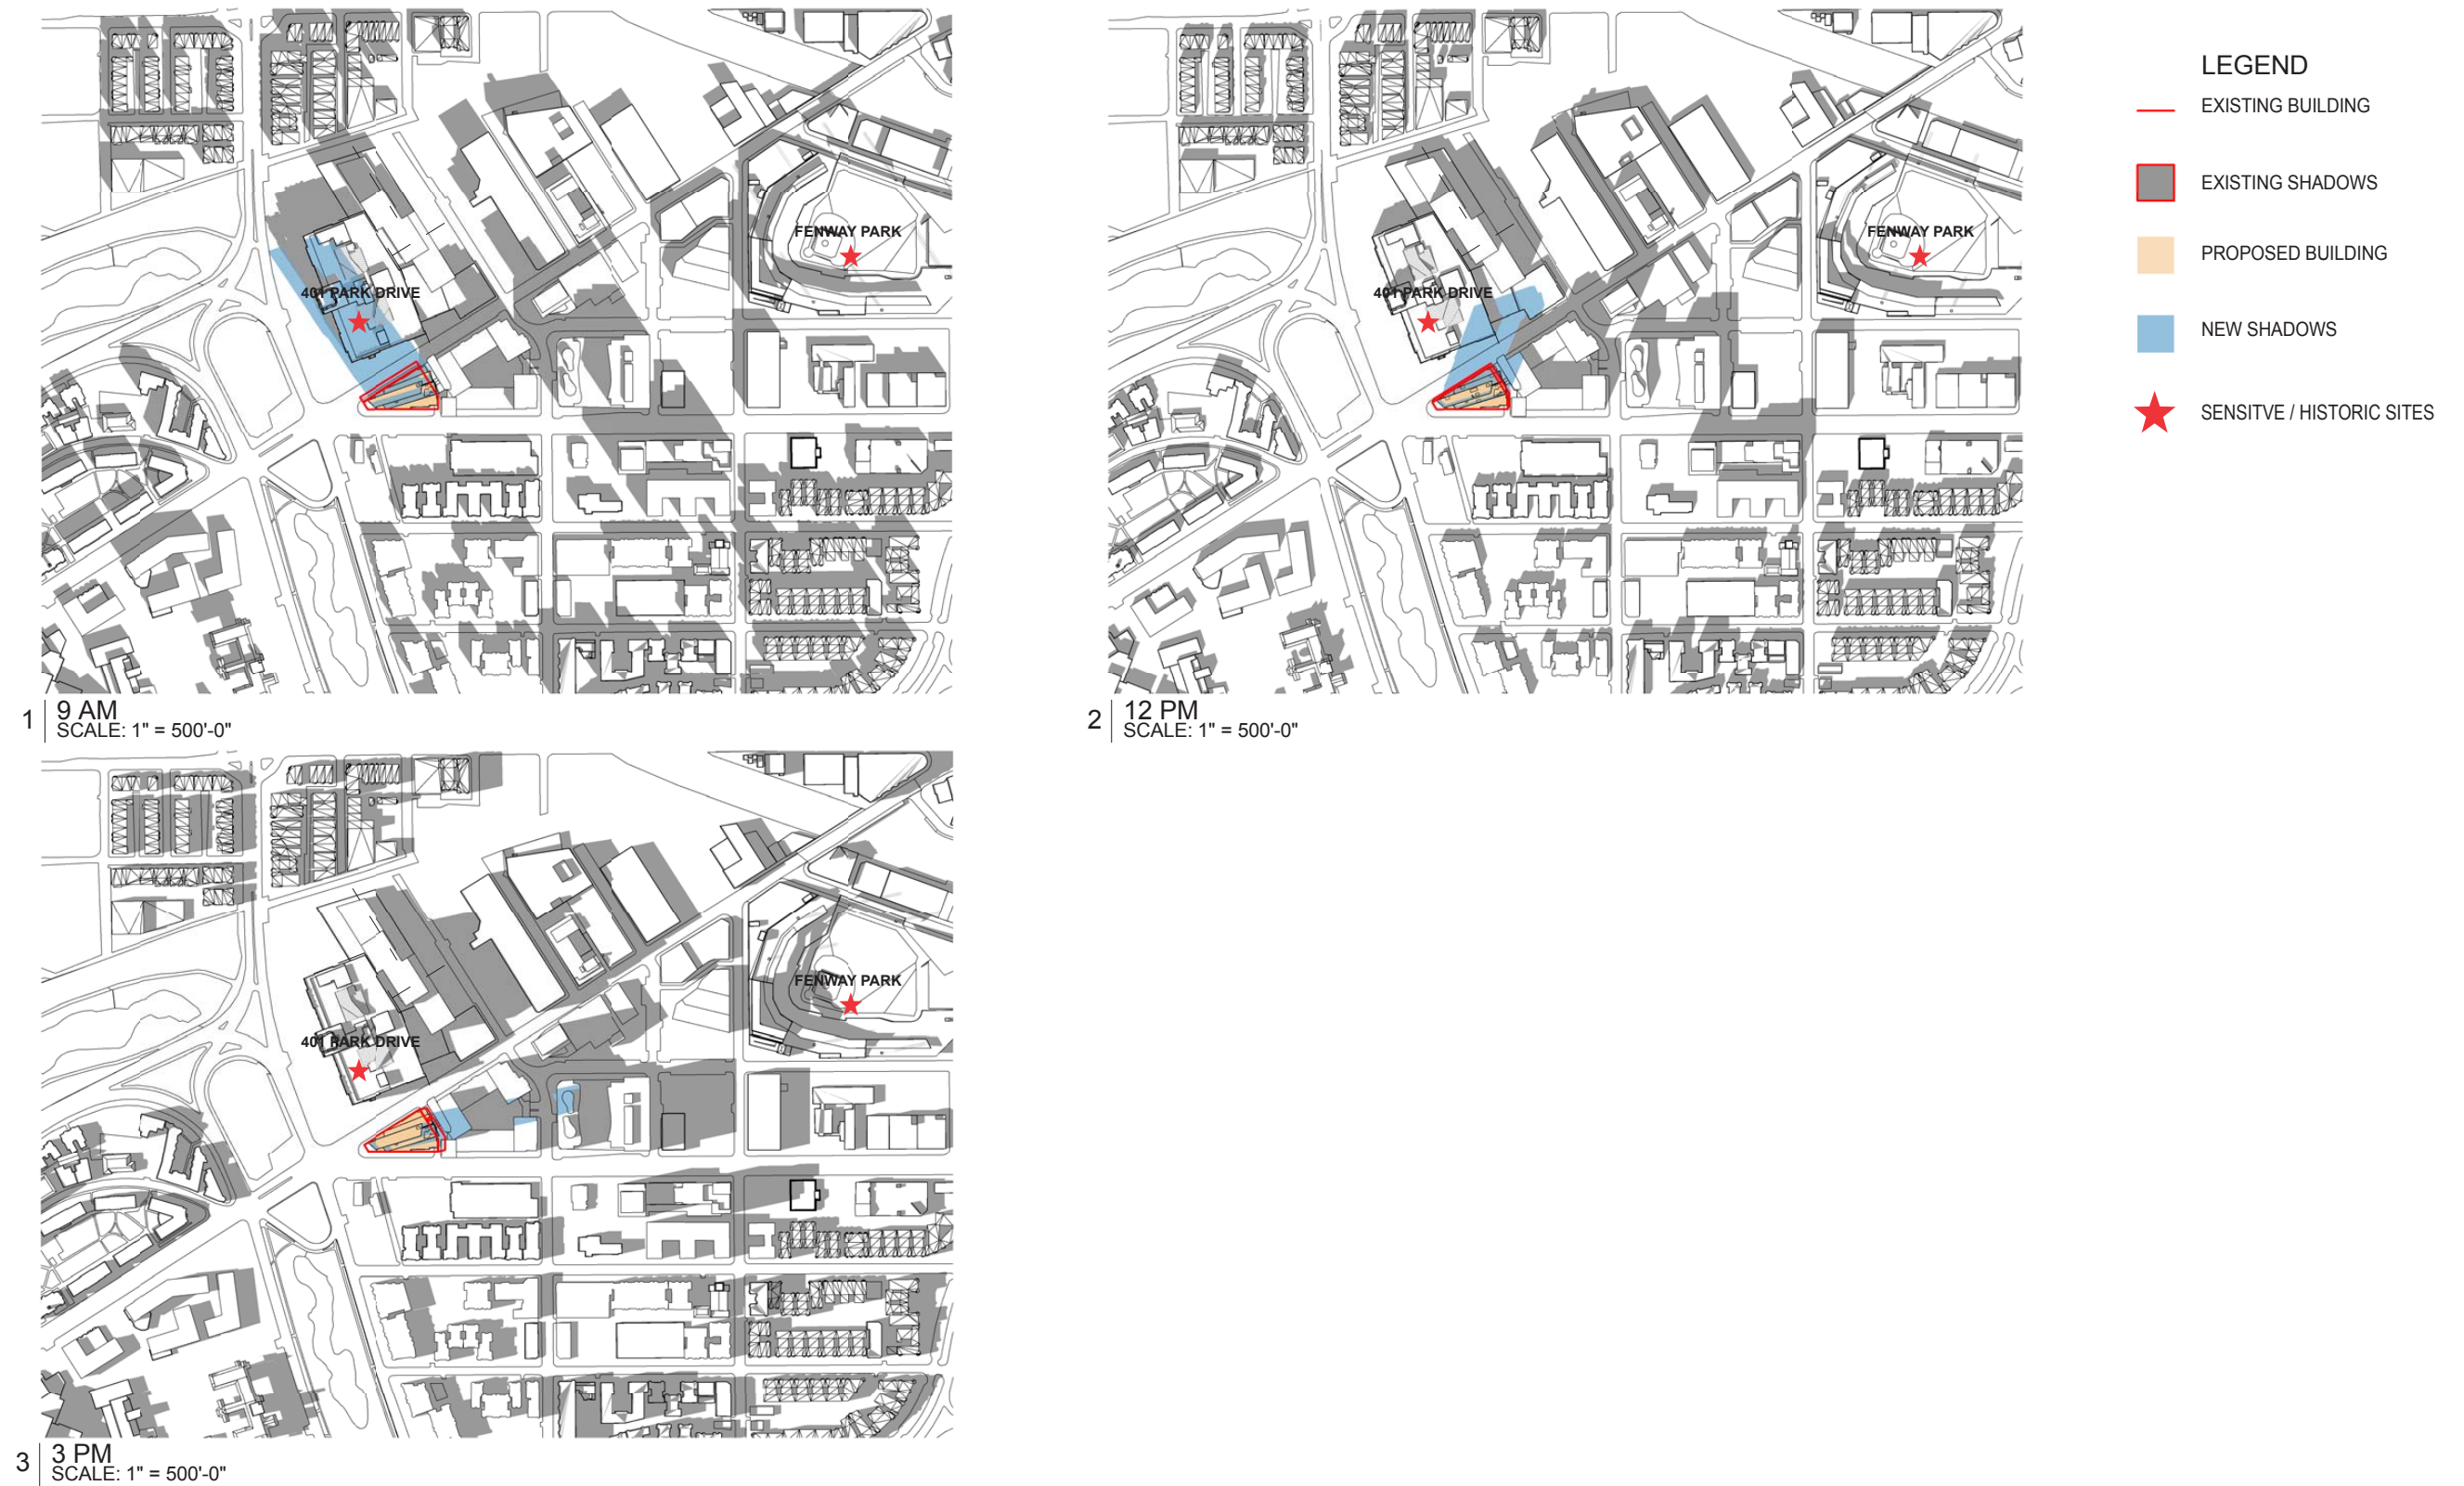 FENWAY PARK
401 PARK DRIVE
1
9 AM
SCALE: 1" = 500'-0"
FENWAY PARK
401 PARK DRIVE
2
12 PM
SCALE: 1" = 500'-0"
LEGEND
EXISTING BUILDING
EXISTING SHADOWS
PROPOSED BUILDING
NEW SHADOWS
SENSITVE / HISTORIC SITES
FENWAY PARK
401 PARK DRIVE
3
3 PM
SCALE: 1" = 500'-0"